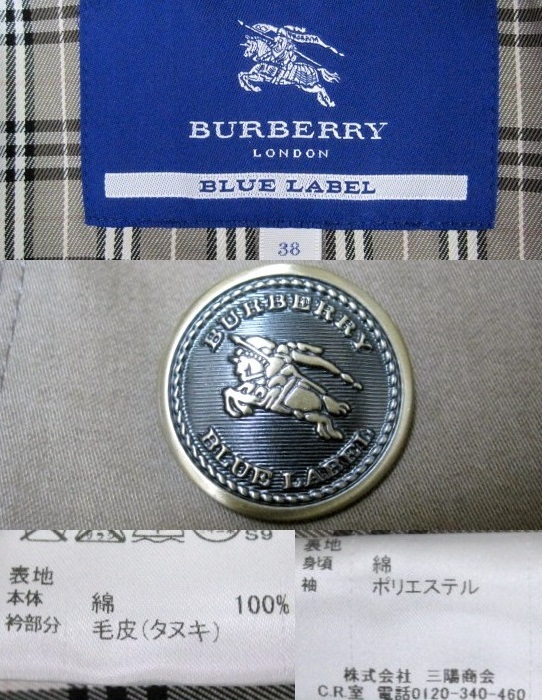 BURBERRY
LONDON
BLUE LABEL
38
BURBERRY
BLUE LABEL
表地
本体 綿 100%
衿部分 毛皮(タヌキ)
表地
身頃 綿
袖 ポリエステル
株式会社 三陽商会
C.R.室 電話0120-340-460